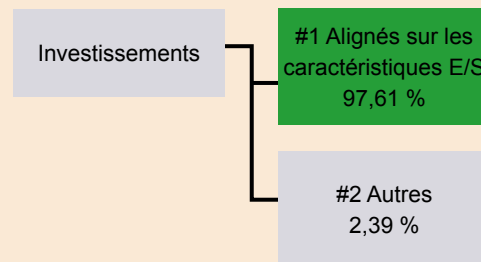 Investissements
#1 Alignés sur les
caractéristiques E/S
97,61 %
#2 Autres
2,39 %